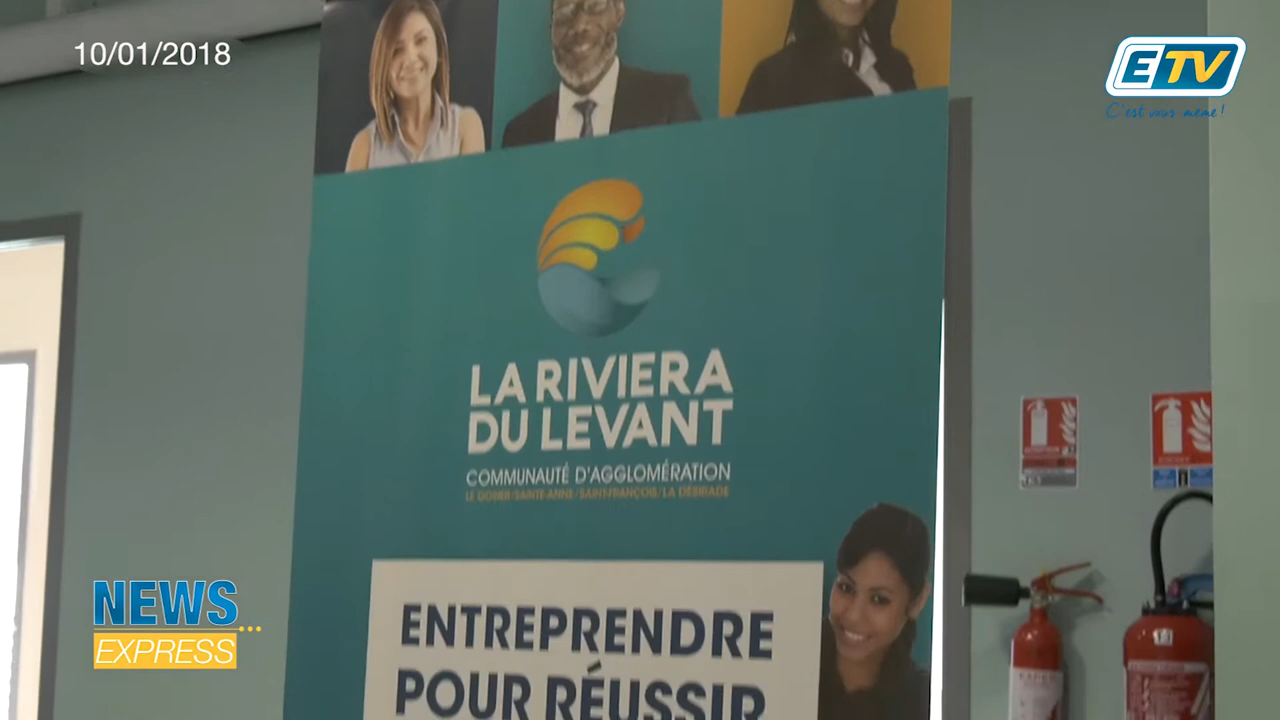 10/01/2018
ETV
C'est vous même !
LA RIVIERA
DU LEVANT
COMMUNAUTÉ D'AGGLOMÉRATION
LE GOSIER/SAINTE-ANNE/SAINT-FRANÇOIS/LA DÉSIRADE
ENTREPRENDRE
POUR RÉUSSIR
NEWS
EXPRESS